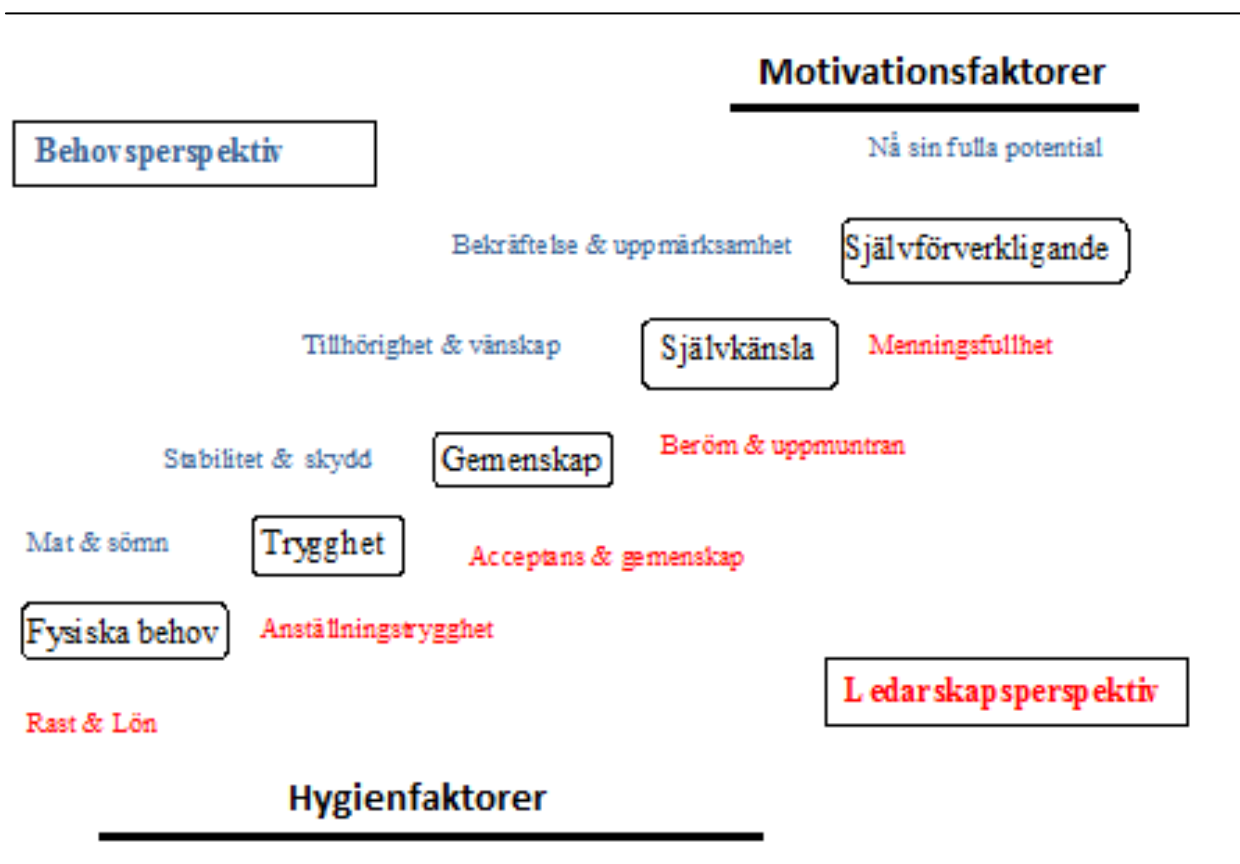 Motivationsfaktorer
Behovsperspektiv
Nå sin fulla potential
Bekräftelse & uppmärksamhet
Självförverkligande
Tillhörighet & vänskap
Självkänsla
Menningsfullhet
Stabilitet & skydd
Gemenskap
Beröm & uppmuntran
Mat & sömn
Trygghet
Acceptans & gemenskap
Fysiska behov
Anställningstrygghet
Ledarskapsperspektiv
Rast & Lön
Hygienfaktorer